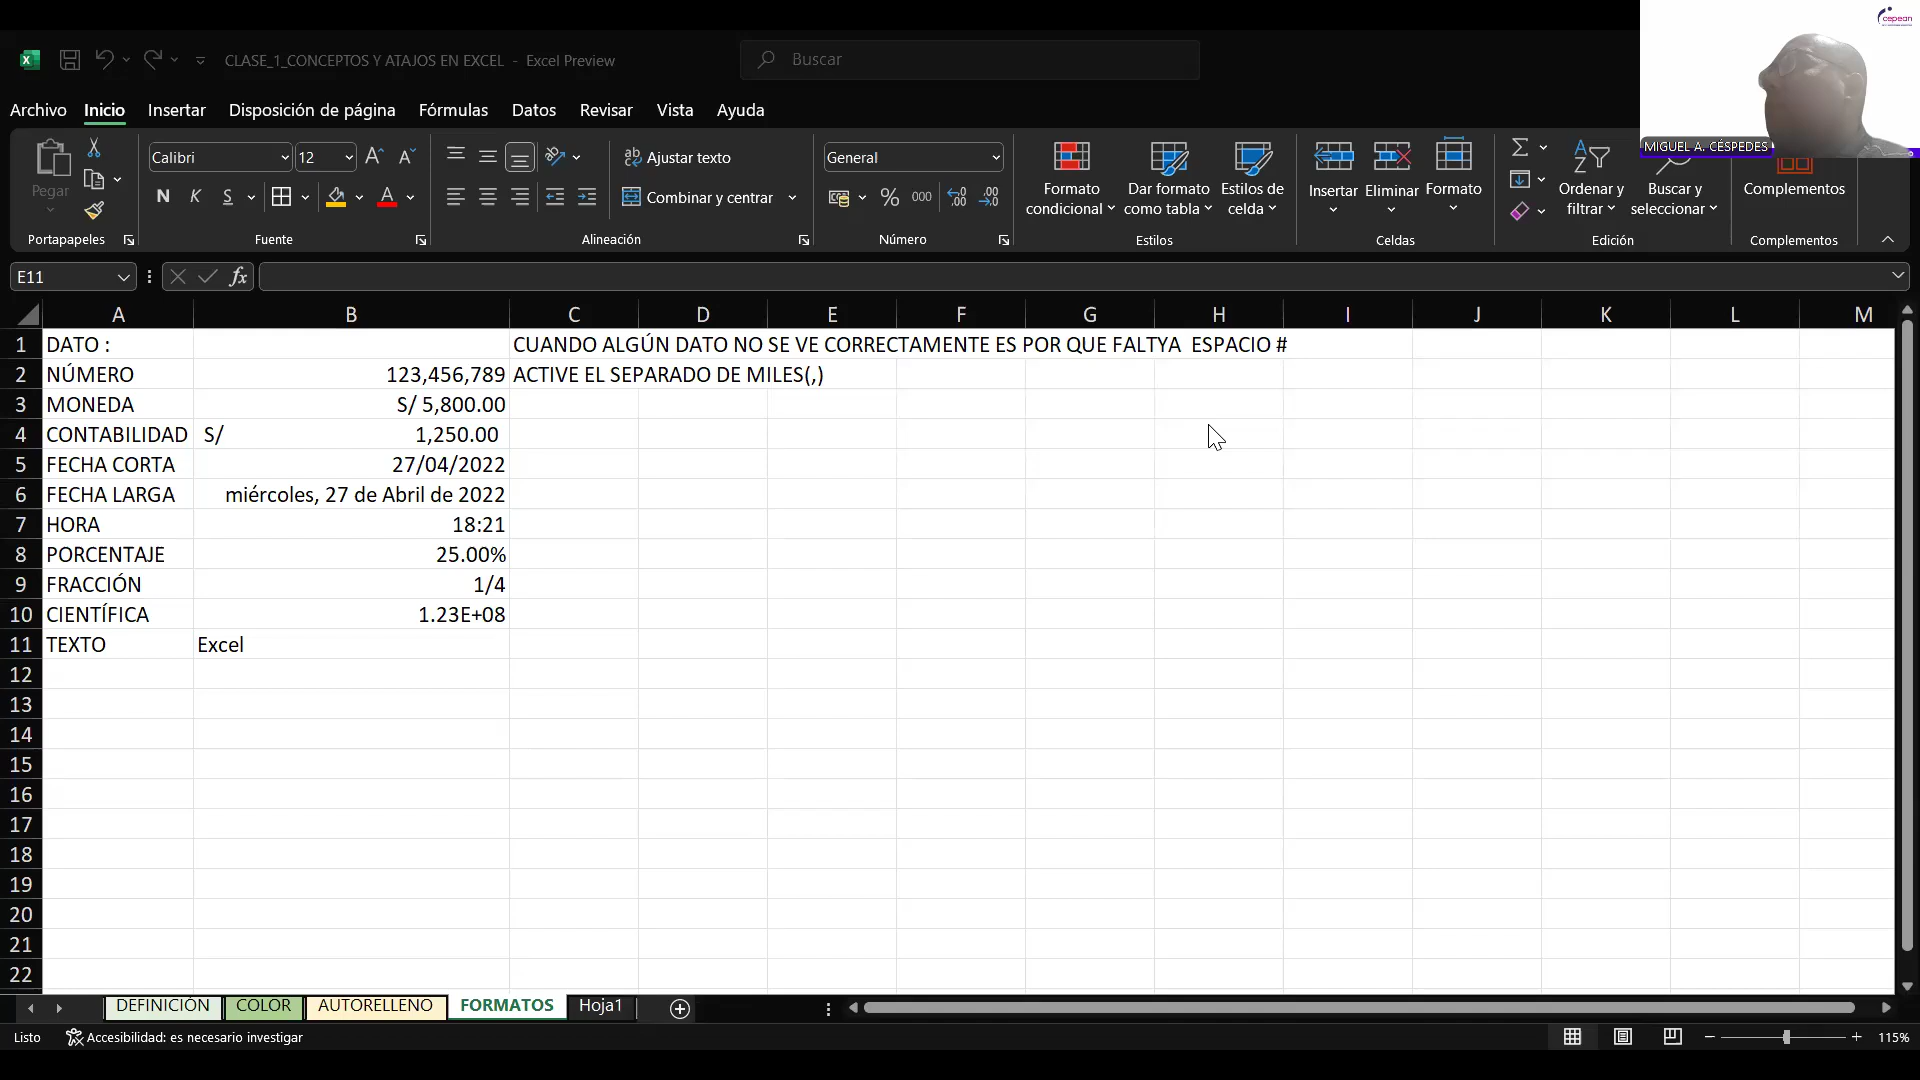 cepean
CLASE_1_CONCEPTOS Y ATAJOS EN EXCEL - Excel Preview
Buscar
Archivo Inicio Insertar Disposición de página Fórmulas Datos Revisar Vista Ayuda
MIGUEL A. CÉSPEDES
Pegar
Portapapeles
Calibri 12
N K S
Fuente
Ajustar texto
Combinar y centrar
Alineación
General
% 000
Número
Formato condicional
Dar formato como tabla
Estilos de celda
Estilos
Insertar Eliminar Formato
Celdas
Ordenar y filtrar
Buscar y seleccionar
Edición
Complementos
Complementos
E11 fx
A B C D E F G H I J K L M
1 DATO : CUANDO ALGÚN DATO NO SE VE CORRECTAMENTE ES POR QUE FALTYA ESPACIO #
2 NÚMERO 123,456,789 ACTIVE EL SEPARADO DE MILES(,)
3 MONEDA S/ 5,800.00
4 CONTABILIDAD S/ 1,250.00
5 FECHA CORTA 27/04/2022
6 FECHA LARGA miércoles, 27 de Abril de 2022
7 HORA 18:21
8 PORCENTAJE 25.00%
9 FRACCIÓN 1/4
10 CIENTÍFICA 1.23E+08
11 TEXTO Excel
12
13
14
15
16
17
18
19
20
21
22
DEFINICIÓN COLOR AUTORELLENO FORMATOS Hoja1
Listo Accesibilidad: es necesario investigar 115%